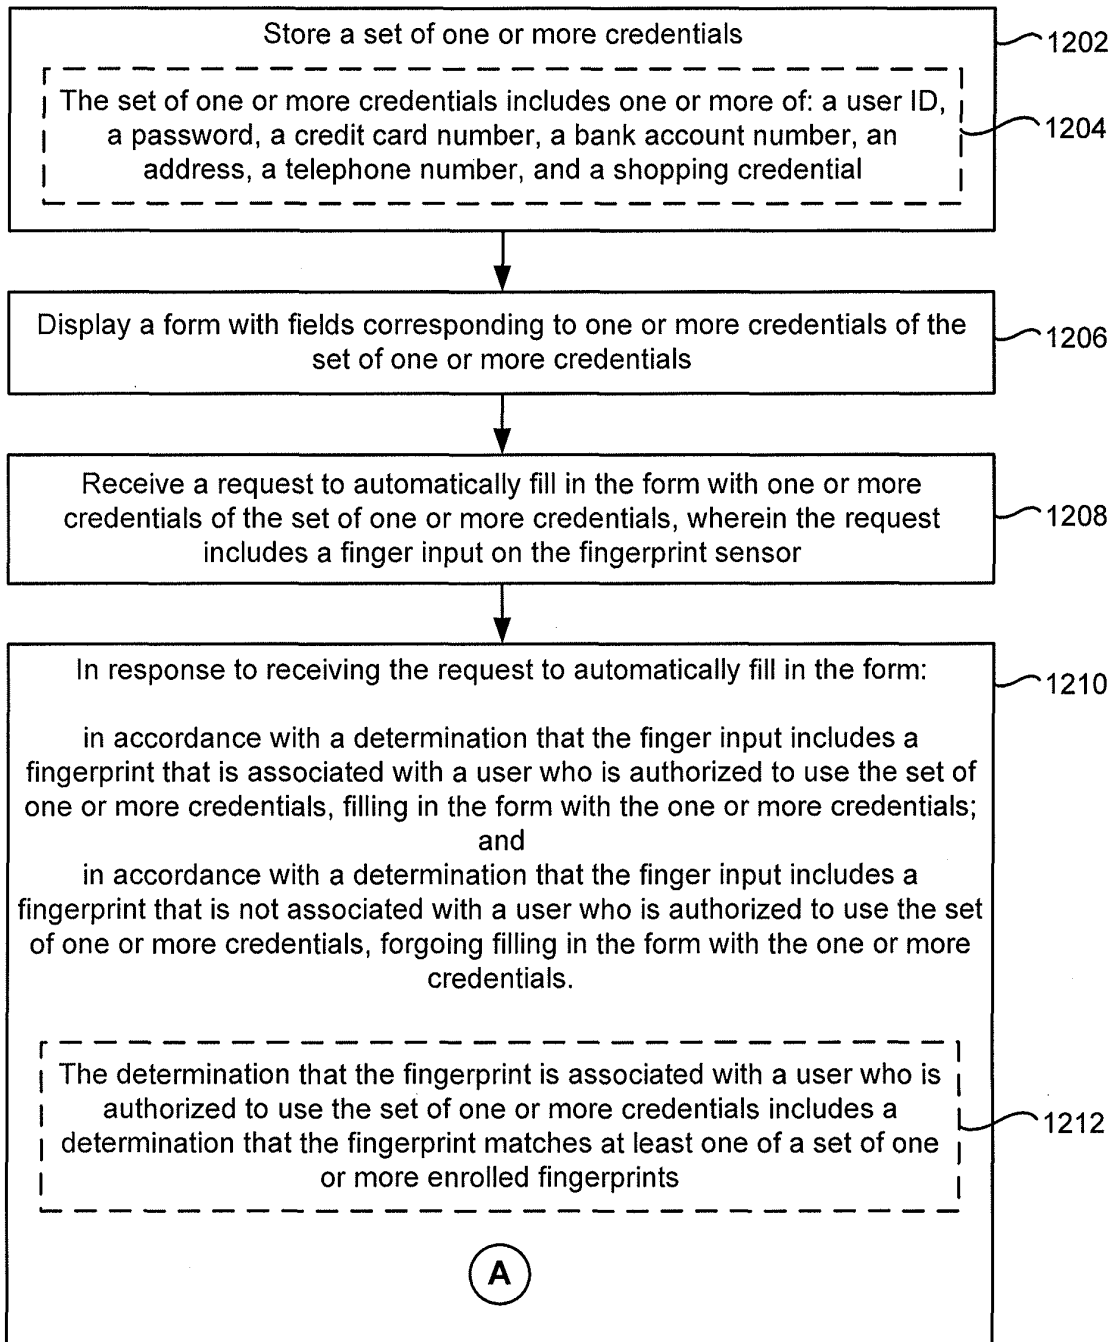 Store a set of one or more credentials
1202
The set of one or more credentials includes one or more of: a user ID,
a password, a credit card number, a bank account number, an
address, a telephone number, and a shopping credential
1204
Display a form with fields corresponding to one or more credentials of the
set of one or more credentials
1206
Receive a request to automatically fill in the form with one or more
credentials of the set of one or more credentials, wherein the request
includes a finger input on the fingerprint sensor
1208
In response to receiving the request to automatically fill in the form:
1210
in accordance with a determination that the finger input includes a
fingerprint that is associated with a user who is authorized to use the set of
one or more credentials, filling in the form with the one or more credentials;
and
in accordance with a determination that the finger input includes a
fingerprint that is not associated with a user who is authorized to use the set
of one or more credentials, forgoing filling in the form with the one or more
credentials.
The determination that the fingerprint is associated with a user who is
authorized to use the set of one or more credentials includes a
determination that the fingerprint matches at least one of a set of one
or more enrolled fingerprints
1212
A